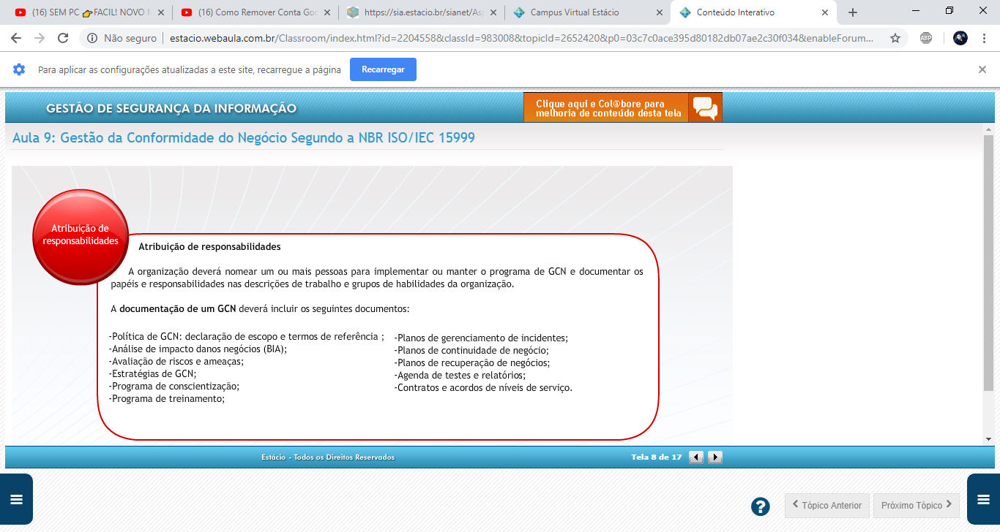 (16) SEM PC 👉FACIL! NOVO M
(16) Como Remover Conta Goo
https://sia.estacio.br/sianet/Asp
Campus Virtual Estácio
Conteúdo Interativo
Não seguro
estacio.webaula.com.br/Classroom/index.html?id=2204558&classId=983008&topicId=2652420&p0=03c7c0ace395d80182db07ae2c30f034&enableForum...
ABP
Para aplicar as configurações atualizadas a este site, recarregue a página
Recarregar
GESTÃO DE SEGURANÇA DA INFORMAÇÃO
Clique aqui e Col@bore para
melhoria de conteúdo desta tela
Aula 9: Gestão da Conformidade do Negócio Segundo a NBR ISO/IEC 15999
Atribuição de
responsabilidades
Atribuição de responsabilidades
A organização deverá nomear um ou mais pessoas para implementar ou manter o programa de GCN e documentar os
papéis e responsabilidades nas descrições de trabalho e grupos de habilidades da organização.
A documentação de um GCN deverá incluir os seguintes documentos:
-Política de GCN: declaração de escopo e termos de referência ;
-Análise de impacto danos negócios (BIA);
-Avaliação de riscos e ameaças;
-Estratégias de GCN;
-Programa de conscientização;
-Programa de treinamento;
-Planos de gerenciamento de incidentes;
-Planos de continuidade de negócio;
-Planos de recuperação de negócios;
-Agenda de testes e relatórios;
-Contratos e acordos de níveis de serviço.
Estácio - Todos os Direitos Reservados
Tela 8 de 17
?
Tópico Anterior
Próximo Tópico